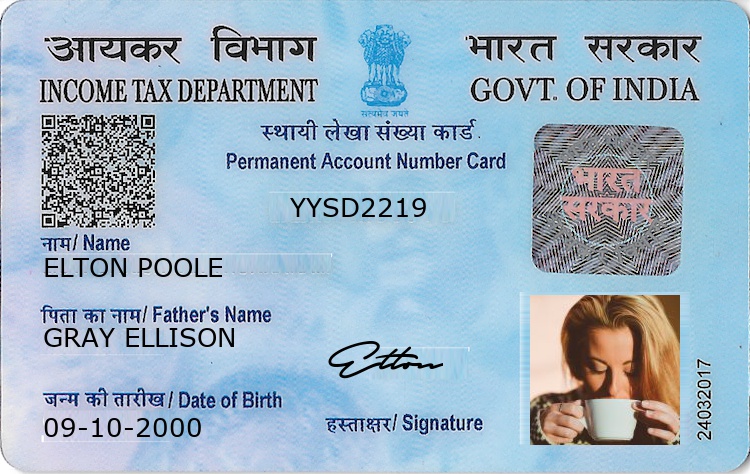 आयकर विभाग
INCOME TAX DEPARTMENT
भारत सरकार
GOVT. OF INDIA
सत्यमेव जयते
स्थायी लेखा संख्या कार्ड
Permanent Account Number Card
YYSD2219
भारत
सरकार
नाम/ Name
ELTON POOLE
पिता का नाम/ Father's Name
GRAY ELLISON
Elton
जन्म की तारीख/ Date of Birth
09-10-2000
हस्ताक्षर/ Signature
24032017